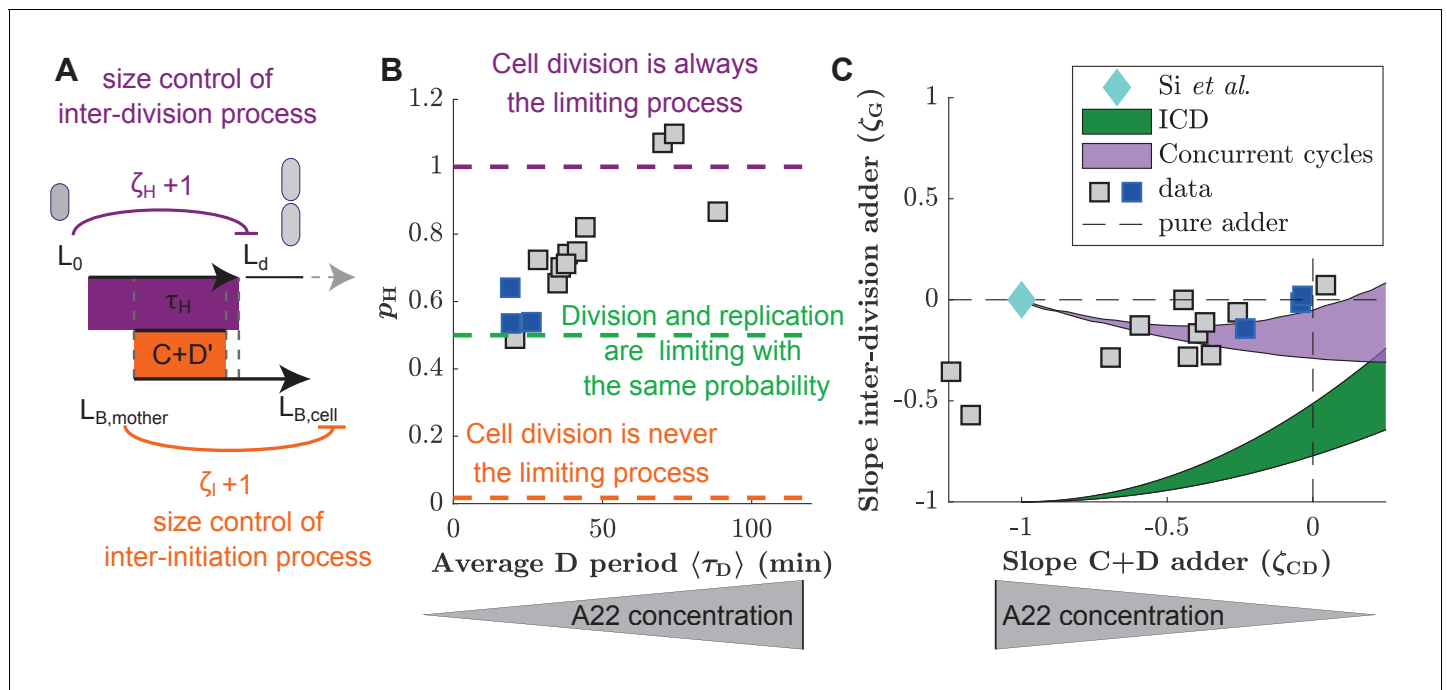 A
size control of
inter-division process
ζH +1
L0
Ld
τH
C+D'
LB,mother
LB,cell
ζI +1
size control of
inter-initiation process
B
Cell division is always
the limiting process
1.2
1
0.8
0.6
0.4
0.2
0
pH
Division and replication
are limiting with
the same probability
Cell division is never
the limiting process
0
50
100
Average D period ⟨τD⟩ (min)
A22 concentration
C
Si et al.
ICD
Concurrent cycles
data
pure adder
1
0.5
0
-0.5
-1
Slope inter-division adder (ζG)
-1
-0.5
0
Slope C+D adder (ζCD)
A22 concentration